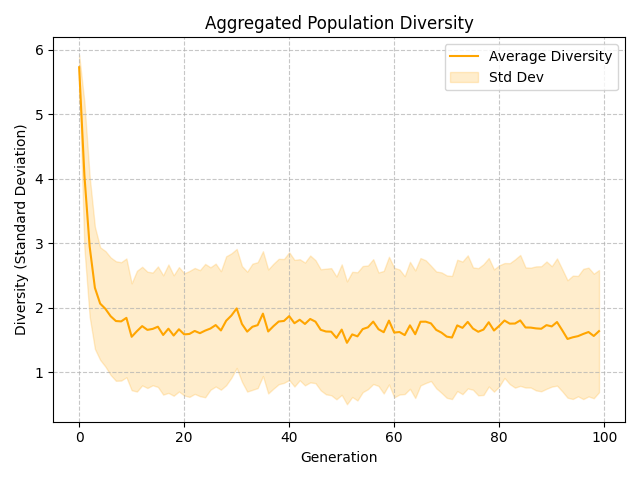 Aggregated Population Diversity
Average Diversity
Std Dev
Diversity (Standard Deviation)
6
5
4
3
2
1
0
20
40
60
80
100
Generation